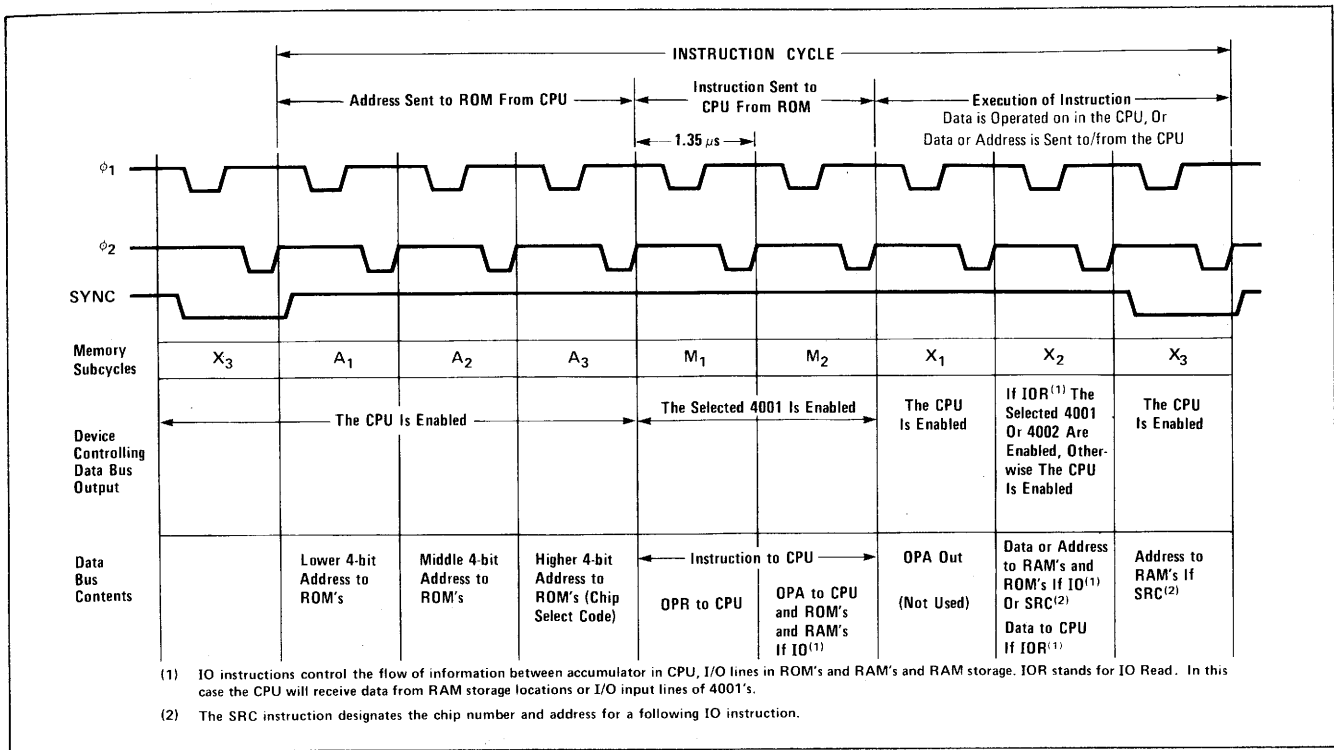 INSTRUCTION CYCLE
Address Sent to ROM From CPU
Instruction Sent to
CPU From ROM
Execution of Instruction
Data is Operated on in the CPU, Or
Data or Address is Sent to/from the CPU
1.35 μs
ϕ1
ϕ2
SYNC
Memory
Subcycles
X3
A1
A2
A3
M1
M2
X1
X2
X3
Device
Controlling
Data Bus
Output
The CPU Is Enabled
The Selected 4001 Is Enabled
The CPU
Is Enabled
If IOR(1) The
Selected 4001
Or 4002 Are
Enabled, Other-
wise The CPU
Is Enabled
The CPU
Is Enabled
Data
Bus
Contents
Lower 4-bit
Address to
ROM's
Middle 4-bit
Address to
ROM's
Higher 4-bit
Address to
ROM's (Chip
Select Code)
Instruction to CPU
OPR to CPU
OPA to CPU
and ROM's
and RAM's
If IO(1)
OPA Out
(Not Used)
Data or Address
to RAM's and
ROM's If IO(1)
Or SRC(2)
Data to CPU
If IOR(1)
Address to
RAM's If
SRC(2)
(1) IO instructions control the flow of information between accumulator in CPU, I/O lines in ROM's and RAM's and RAM storage. IOR stands for IO Read. In this
case the CPU will receive data from RAM storage locations or I/O input lines of 4001's.
(2) The SRC instruction designates the chip number and address for a following IO instruction.